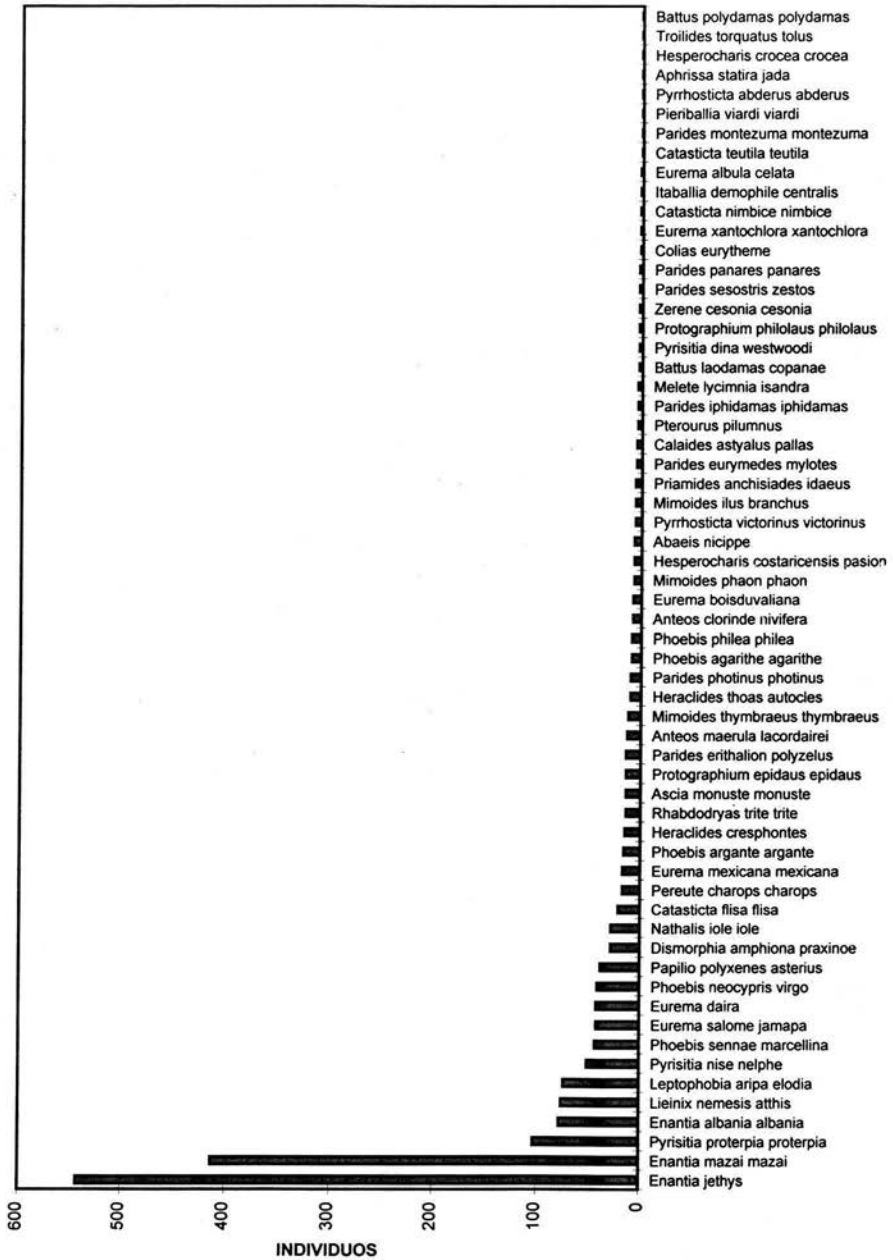 Battus polydamas polydamas
Troilides torquatus tolus
Hesperocharis crocea crocea
Aphrissa statira jada
Pyrrhosticta abderus abderus
Pieriballia viardi viardi
Parides montezuma montezuma
Catasticta teutila teutila
Eurema albula celata
Itaballia demophile centralis
Catasticta nimbice nimbice
Eurema xantochlora xantochlora
Colias eurytheme
Parides panares panares
Parides sesostris zestos
Zerene cesonia cesonia
Protographium philolaus philolaus
Pyrisitia dina westwoodi
Battus laodamas copanae
Melete lycimnia isandra
Parides iphidamas iphidamas
Pterourus pilumnus
Calaides astyalus pallas
Parides eurymedes mylotes
Priamides anchisiades idaeus
Mimoides ilus branchus
Pyrrhosticta victorinus victorinus
Abaeis nicippe
Hesperocharis costaricensis pasion
Mimoides phaon phaon
Eurema boisduvaliana
Anteos clorinde nivifera
Phoebis philea philea
Phoebis agarithe agarithe
Parides photinus photinus
Heraclides thoas autocles
Mimoides thymbraeus thymbraeus
Anteos maerula lacordairei
Parides erithalion polyzelus
Protographium epidaus epidaus
Ascia monuste monuste
Rhabdodryas trite trite
Heraclides cresphontes
Phoebis argante argante
Eurema mexicana mexicana
Pereute charops charops
Catasticta flisa flisa
Nathalis iole iole
Dismorphia amphiona praxinoe
Papilio polyxenes asterius
Phoebis neocypris virgo
Eurema daira
Eurema salome jamapa
Phoebis sennae marcellina
Pyrisitia nise nelphe
Leptophobia aripa elodia
Lieinix nemesis atthis
Enantia albania albania
Pyrisitia proterpia proterpia
Enantia mazai mazai
Enantia jethys
600 500 400 300 200 100 0
INDIVIDUOS